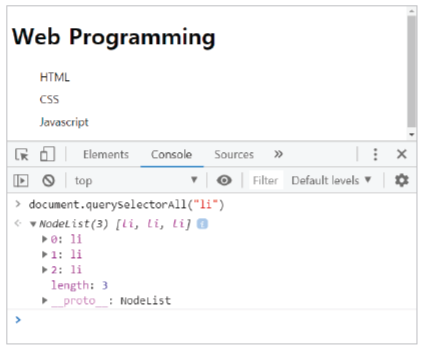 Web Programming
HTML
CSS
Javascript
Elements Console Sources »
top Filter Default levels ▼
> document.querySelectorAll("li")
< ▼ NodeList(3) [li, li, li] i
▶ 0: li
▶ 1: li
▶ 2: li
length: 3
▶ __proto__: NodeList
>